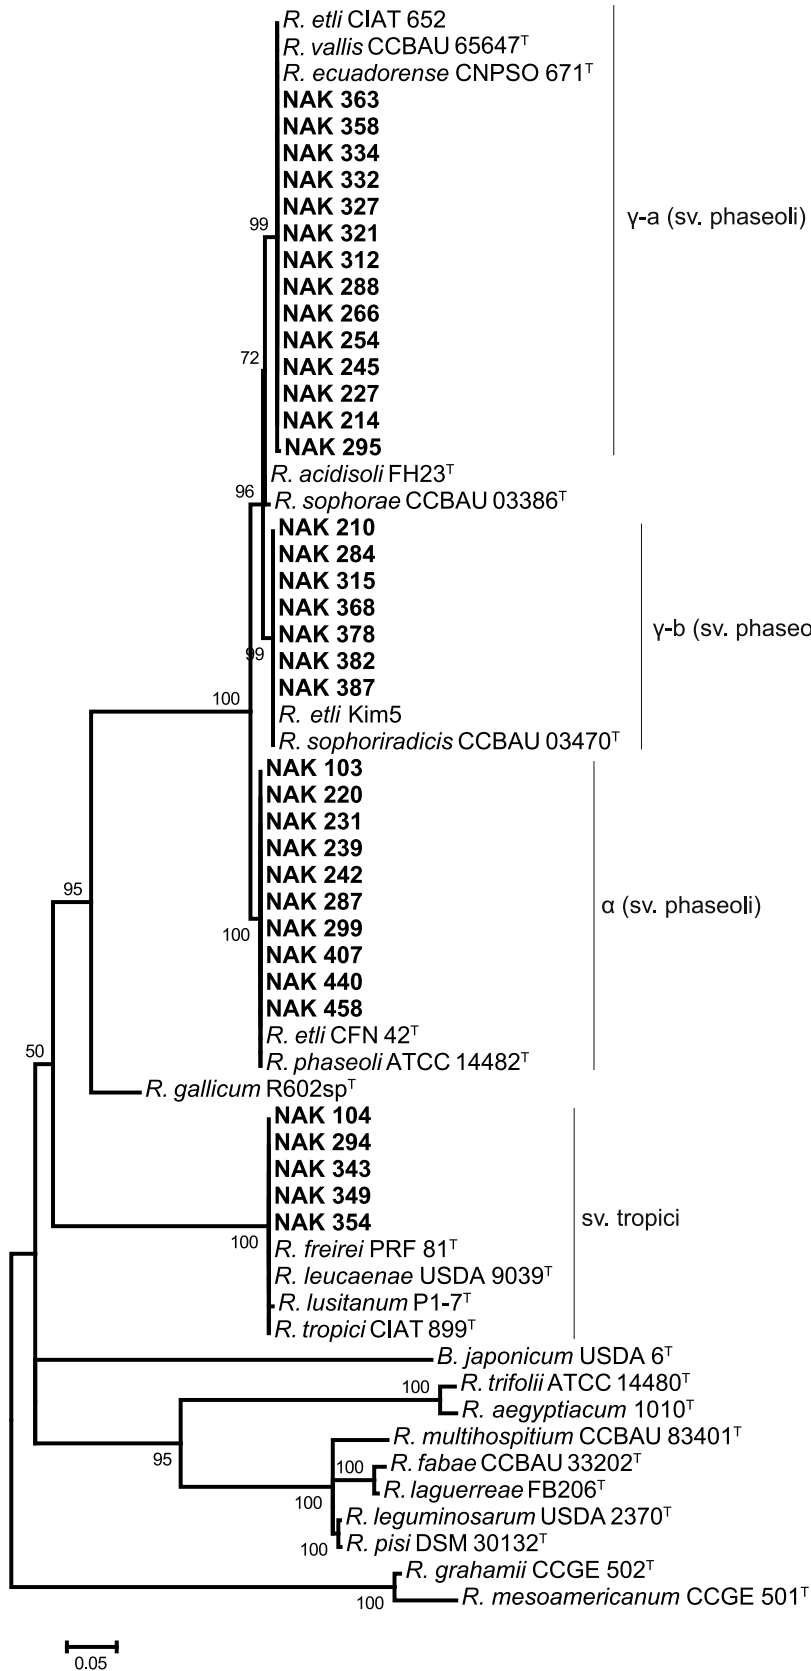 R. etli CIAT 652
R. vallis CCBAU 65647ᵀ
R. ecuadorense CNPSO 671ᵀ
NAK 363
NAK 358
NAK 334
NAK 332
NAK 327
99
γ-a (sv. phaseoli)
NAK 321
NAK 312
NAK 288
NAK 266
NAK 254
72
NAK 245
NAK 227
NAK 214
NAK 295
R. acidisoli FH23ᵀ
96
R. sophorae CCBAU 03386ᵀ
NAK 210
NAK 284
NAK 315
NAK 368
γ-b (sv. phaseo
NAK 378
99
NAK 382
NAK 387
100
R. etli Kim5
R. sophoriradicis CCBAU 03470ᵀ
NAK 103
NAK 220
NAK 231
NAK 239
NAK 242
95
NAK 287
α (sv. phaseoli)
NAK 299
100
NAK 407
NAK 440
NAK 458
R. etli CFN 42ᵀ
50
R. phaseoli ATCC 14482ᵀ
R. gallicum R602spᵀ
NAK 104
NAK 294
NAK 343
NAK 349
NAK 354
sv. tropici
100
R. freirei PRF 81ᵀ
R. leucaenae USDA 9039ᵀ
R. lusitanum P1-7ᵀ
R. tropici CIAT 899ᵀ
B. japonicum USDA 6ᵀ
100
R. trifolii ATCC 14480ᵀ
R. aegyptiacum 1010ᵀ
95
R. multihospitium CCBAU 83401ᵀ
100
R. fabae CCBAU 33202ᵀ
R. laguerreae FB206ᵀ
100
R. leguminosarum USDA 2370ᵀ
100
R. pisi DSM 30132ᵀ
R. grahamii CCGE 502ᵀ
100
R. mesoamericanum CCGE 501ᵀ
0.05